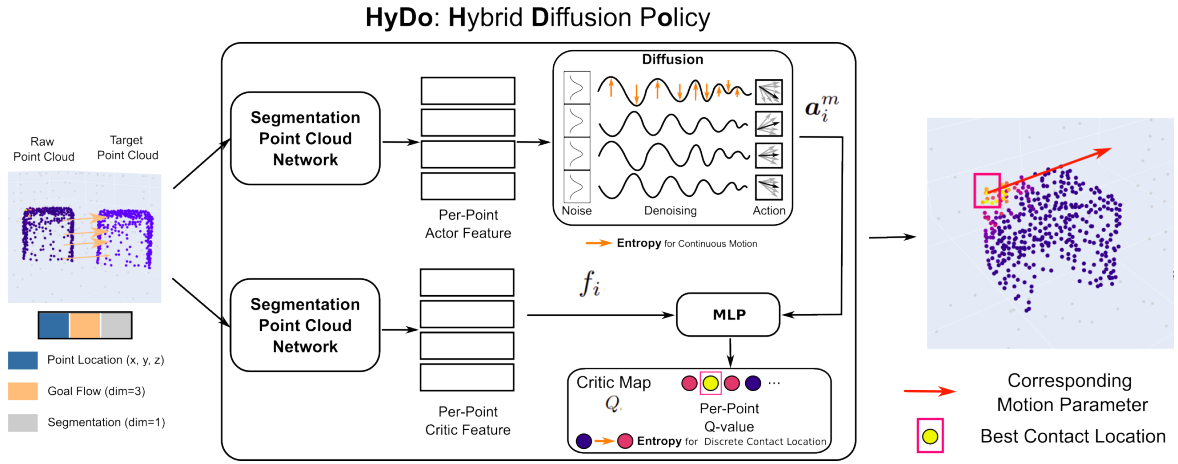 HyDo: Hybrid Diffusion Policy
Raw
Point Cloud
Target
Point Cloud
Point Location (x, y, z)
Goal Flow (dim=3)
Segmentation (dim=1)
Segmentation
Point Cloud
Network
Per-Point
Actor Feature
Diffusion
Noise
Denoising
Action
Entropy for Continuous Motion
a_i^m
Segmentation
Point Cloud
Network
Per-Point
Critic Feature
f_i
MLP
Critic Map
Q
...
Per-Point
Q-value
Entropy for Discrete Contact Location
Corresponding
Motion Parameter
Best Contact Location